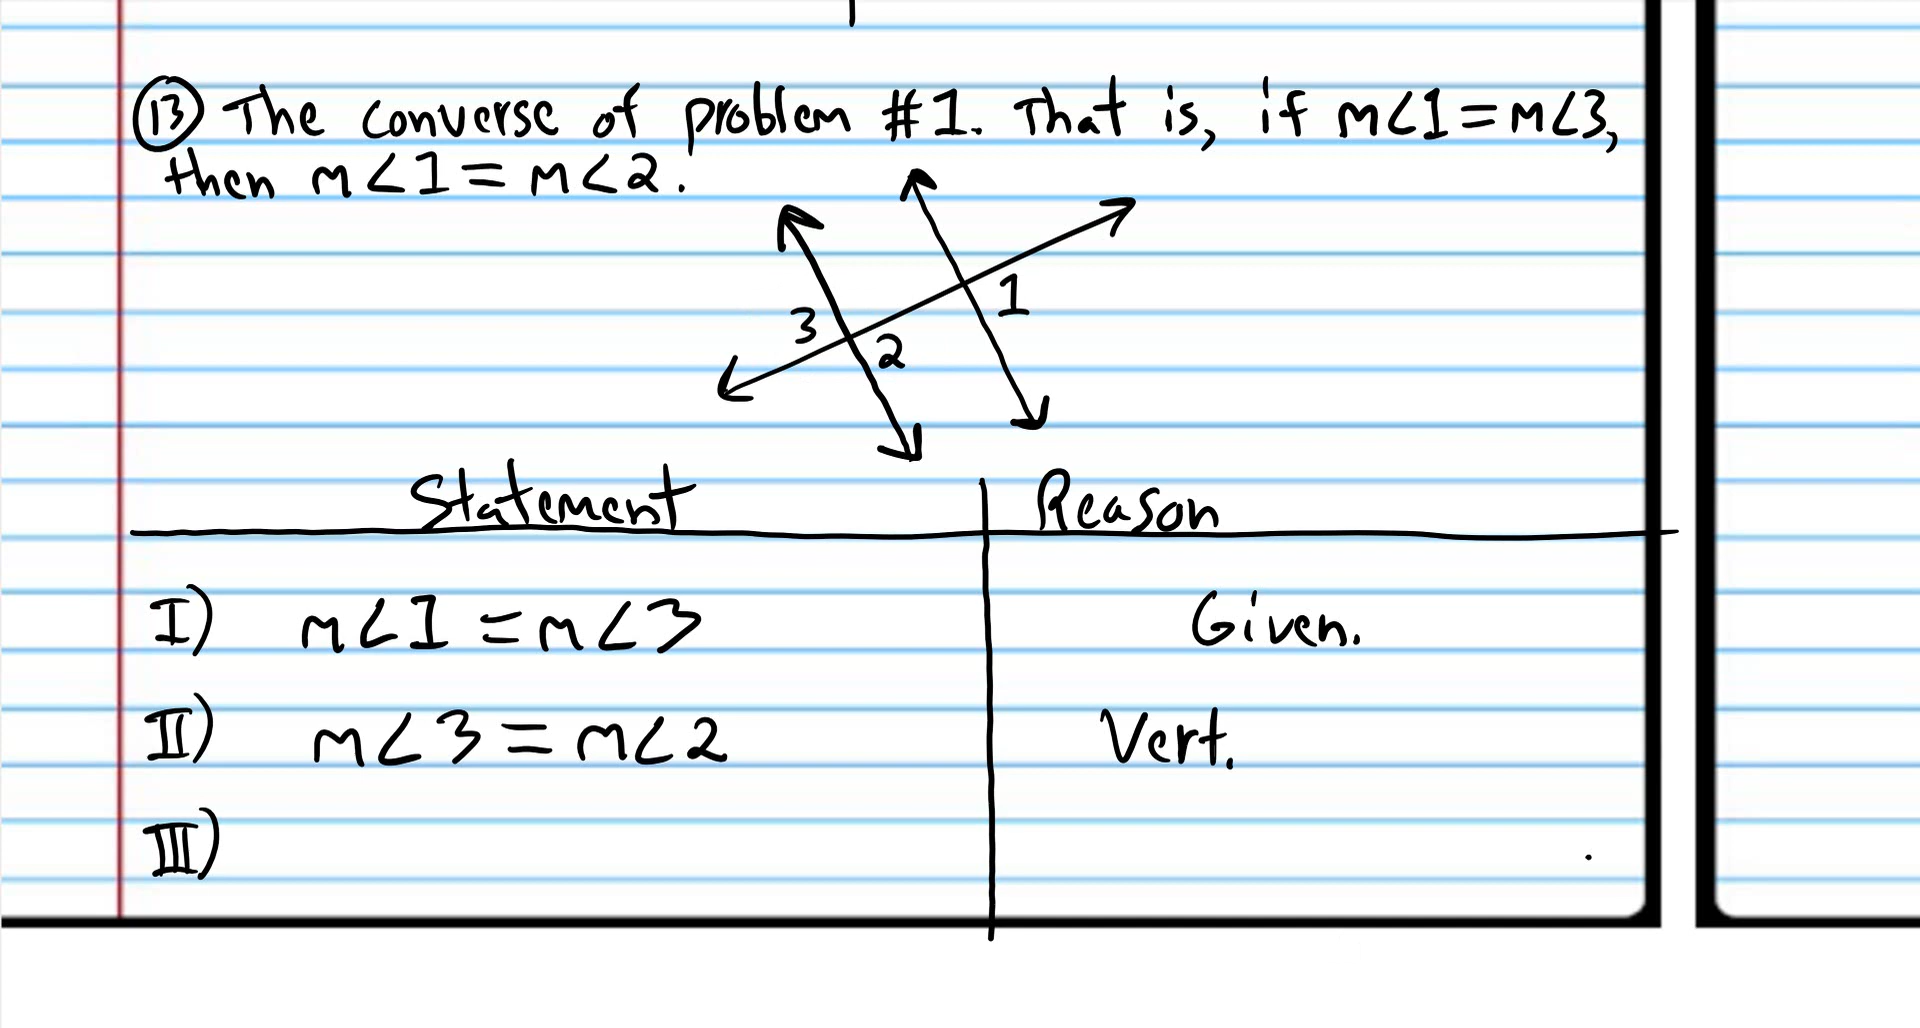 13 The converse of problem #1. That is, if m∠1 = m∠3,
then m∠1 = m∠2.
1
3
2
Statement Reason
I) m∠1 = m∠3 Given.
II) m∠3 = m∠2 Vert.
III)